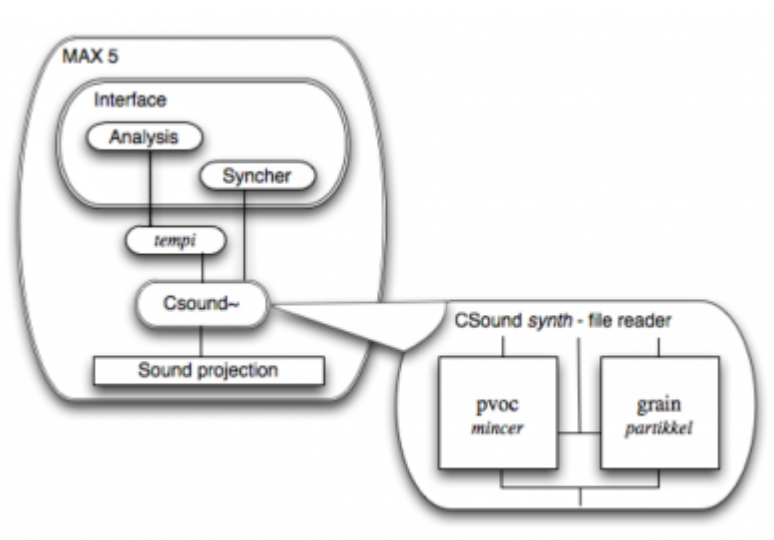 MAX 5
Interface
Analysis
Syncher
tempi
Csound~
Sound projection
CSound synth - file reader
pvoc
mincer
grain
partikkel